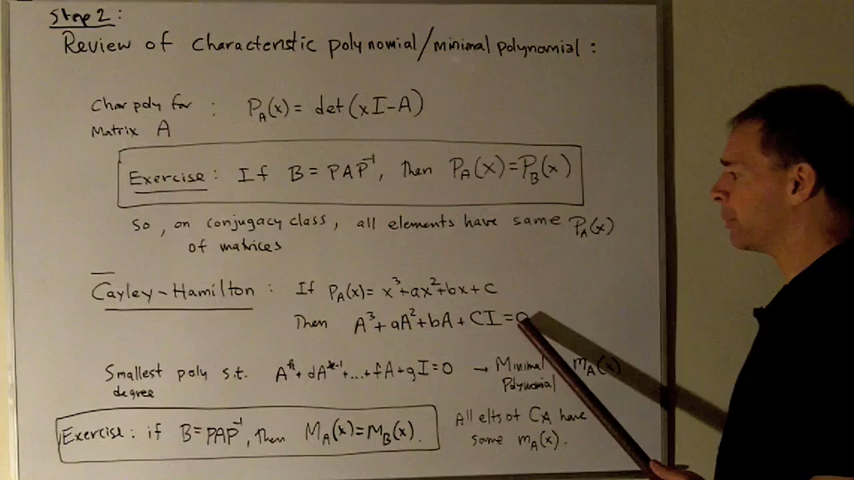 Step 2:
Review of Characteristic polynomial/minimal polynomial:
Char poly for : P_A(x) = det(xI-A)
Matrix A
Exercise: If B = PAP⁻¹, Then P_A(x)=P_B(x)
So, on conjugacy class, all elements have same P_A(x)
of matrices
Cayley-Hamilton : If P_A(x)= x³+ax²+bx+c
Then A³+aA²+bA+CI=0
Smallest poly s.t. Aᵏ+dAᵏ⁻¹+...+fA+gI=0 → Minimal m_A(x)
degree Polynomial
Exercise: if B=PAP⁻¹, Then M_A(x)=M_B(x).
All elts of C_A have
same m_A(x).